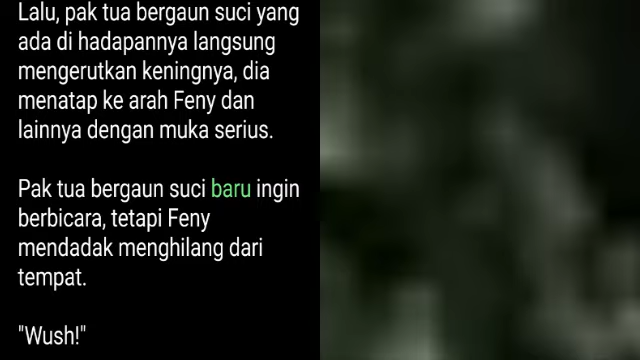 Lalu, pak tua bergaun suci yang
ada di hadapannya langsung
mengerutkan keningnya, dia
menatap ke arah Feny dan
lainnya dengan muka serius.
Pak tua bergaun suci baru ingin
berbicara, tetapi Feny
mendadak menghilang dari
tempat.
"Wush!"